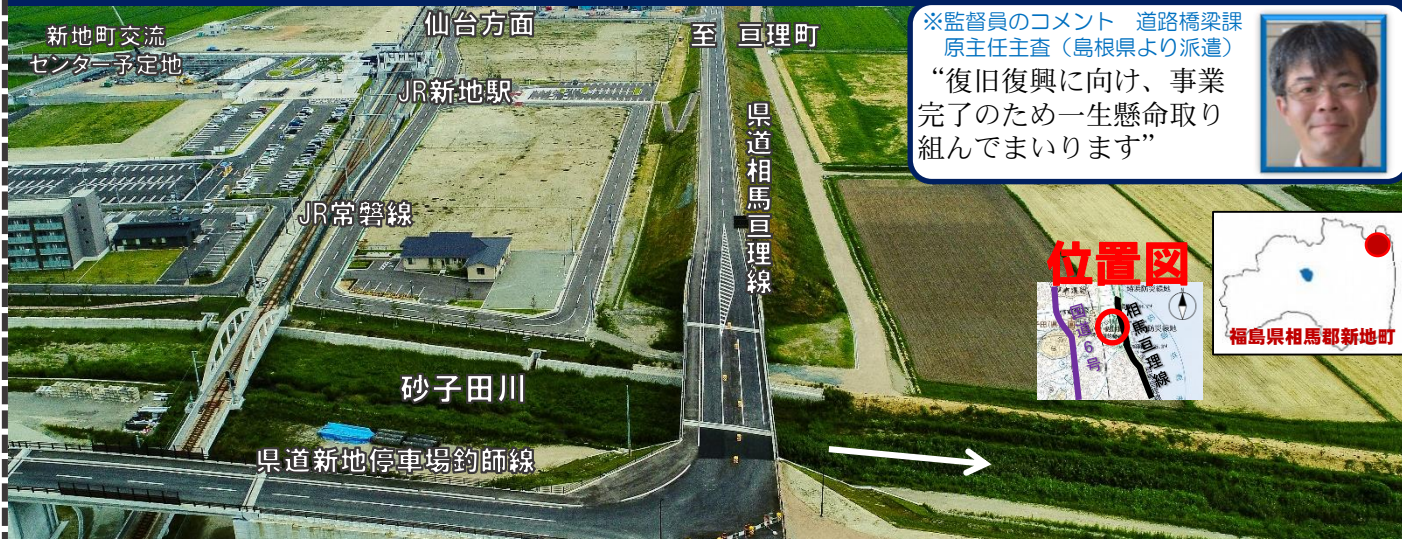 新地町交流
センター予定地
仙台方面
至 亘理町
JR新地駅
県道相馬亘理線
JR常磐線
砂子田川
県道新地停車場釣師線
※監督員のコメント 道路橋梁課
原主任主査（島根県より派遣）
“復旧復興に向け、事業
完了のため一生懸命取り
組んでまいります”
位置図
国道6号
相馬亘理線
福島県相馬郡新地町